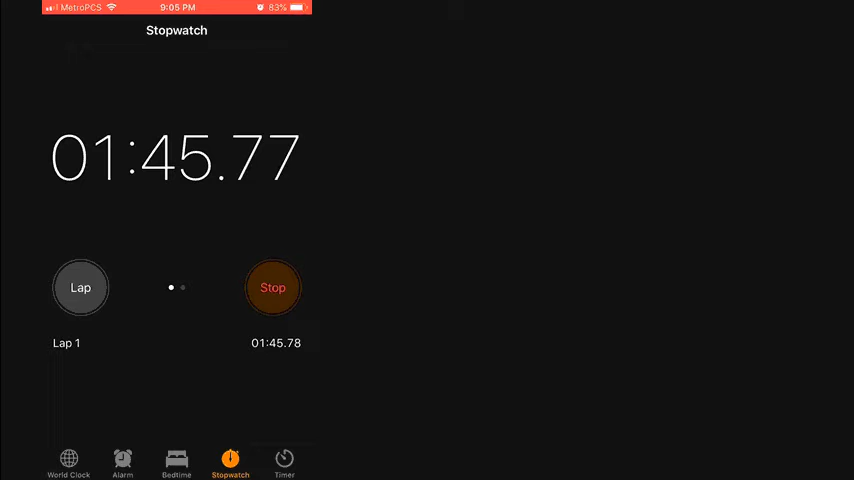 MetroPCS 9:05 PM 83%
Stopwatch
01:45.77
Lap Stop
Lap 1 01:45.78
World Clock Alarm Bedtime Stopwatch Timer